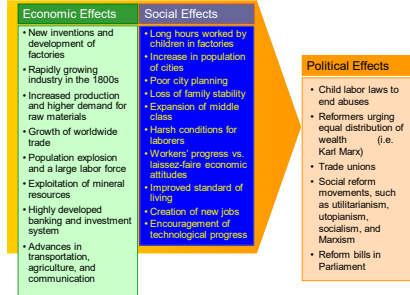 Economic Effects
• New inventions and
development of
factories
• Rapidly growing
industry in the 1800s
• Increased production
and higher demand for
raw materials
• Growth of worldwide
trade
• Population explosion
and a large labor force
• Exploitation of mineral
resources
• Highly developed
banking and investment
system
• Advances in
transportation,
agriculture, and
communication
Social Effects
• Long hours worked by
children in factories
• Increase in population
of cities
• Poor city planning
• Loss of family stability
• Expansion of middle
class
• Harsh conditions for
laborers
• Workers' progress vs.
laissez-faire economic
attitudes
• Improved standard of
living
• Creation of new jobs
• Encouragement of
technological progress
Political Effects
• Child labor laws to
end abuses
• Reformers urging
equal distribution of
wealth (i.e.
Karl Marx)
• Trade unions
• Social reform
movements, such
as utilitarianism,
utopianism,
socialism, and
Marxism
• Reform bills in
Parliament